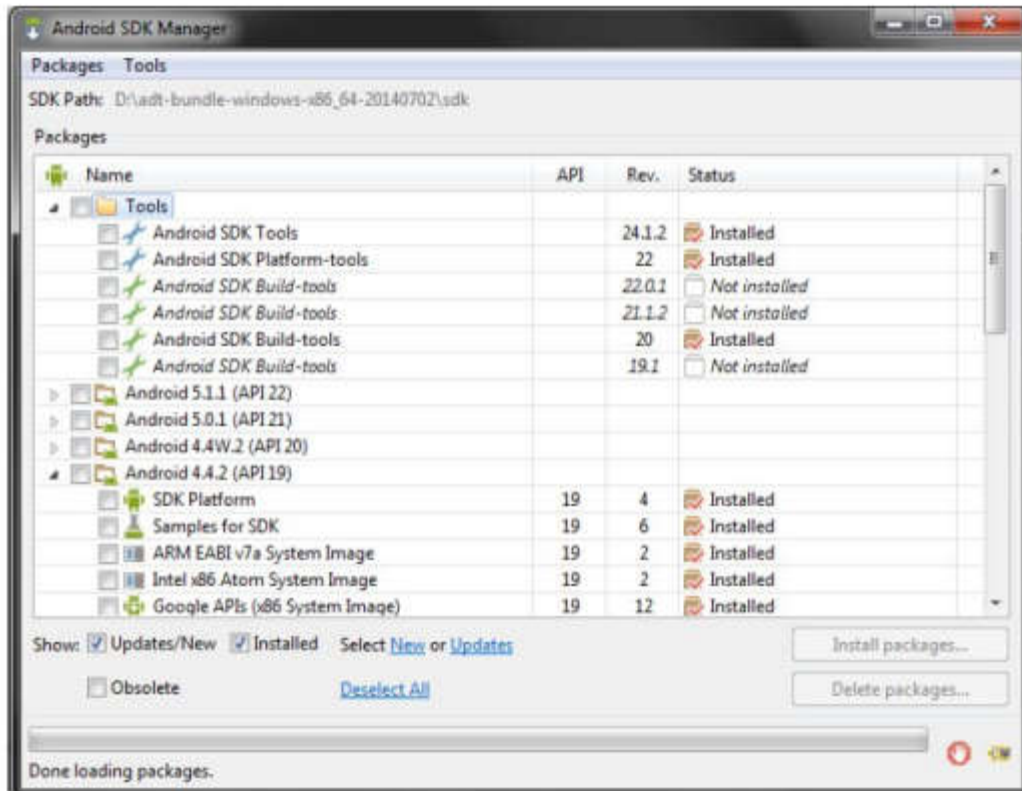 Android SDK Manager
Packages Tools
SDK Path: D:\adt-bundle-windows-x86_64-20140702\sdk
Packages
Name API Rev. Status
Tools
Android SDK Tools 24.1.2 Installed
Android SDK Platform-tools 22 Installed
Android SDK Build-tools 22.0.1 Not installed
Android SDK Build-tools 21.1.2 Not installed
Android SDK Build-tools 20 Installed
Android SDK Build-tools 19.1 Not installed
Android 5.1.1 (API 22)
Android 5.0.1 (API 21)
Android 4.4W.2 (API 20)
Android 4.4.2 (API 19)
SDK Platform 19 4 Installed
Samples for SDK 19 6 Installed
ARM EABI v7a System Image 19 2 Installed
Intel x86 Atom System Image 19 2 Installed
Google APIs (x86 System Image) 19 12 Installed
Show: Updates/New Installed Select New or Updates Install packages...
Obsolete Deselect All Delete packages...
Done loading packages.